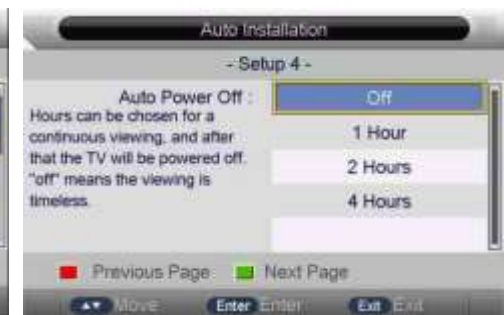 Auto Installation
- Setup 4 -
Auto Power Off :
Hours can be chosen for a
continuous viewing, and after
that the TV will be powered off.
"off" means the viewing is
timeless.
Off
1 Hour
2 Hours
4 Hours
Previous Page Next Page
Move Enter Enter Exit Exit